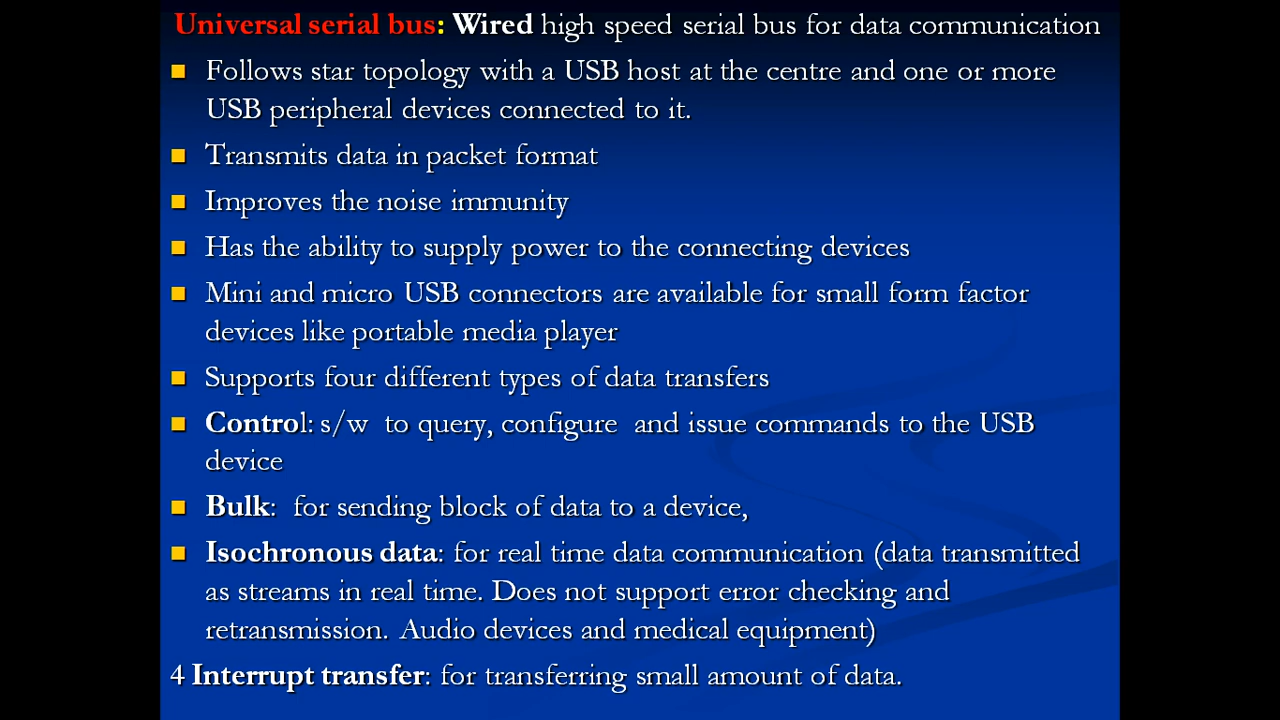 Universal serial bus: Wired high speed serial bus for data communication
Follows star topology with a USB host at the centre and one or more
USB peripheral devices connected to it.
Transmits data in packet format
Improves the noise immunity
Has the ability to supply power to the connecting devices
Mini and micro USB connectors are available for small form factor
devices like portable media player
Supports four different types of data transfers
Control: s/w to query, configure and issue commands to the USB
device
Bulk: for sending block of data to a device,
Isochronous data: for real time data communication (data transmitted
as streams in real time. Does not support error checking and
retransmission. Audio devices and medical equipment)
4 Interrupt transfer: for transferring small amount of data.